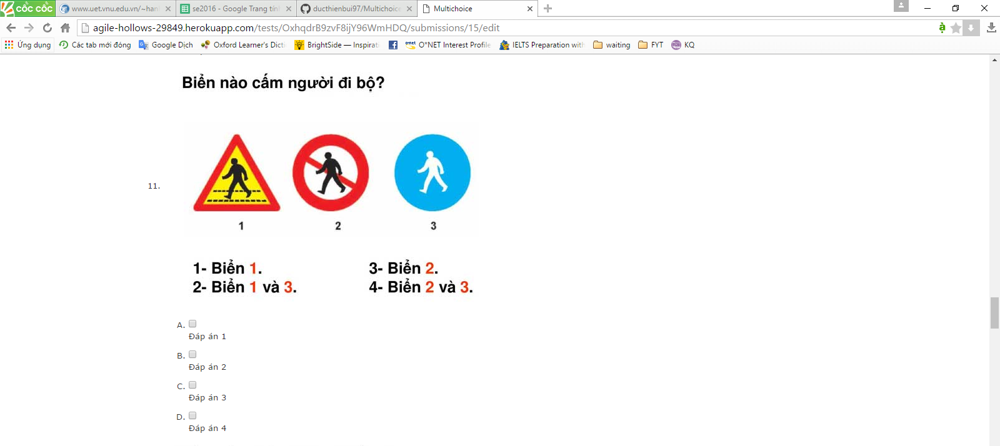 cốc cốc
www.uet.vnu.edu.vn/~han
se2016 - Google Trang tín
ducthienbui97/Multichoice
Multichoice
agile-hollows-29849.herokuapp.com/tests/OxhqdrB9zvF8ijY96WmHDQ/submissions/15/edit
Ứng dụng
Các tab mới đóng
Google Dịch
Oxford Learner's Dicti
BrightSide — Inspirati
O*NET Interest Profile
IELTS Preparation with
waiting
FYT
KQ
Biển nào cấm người đi bộ?
11.
1 2 3
1- Biển 1. 3- Biển 2.
2- Biển 1 và 3. 4- Biển 2 và 3.
A.
Đáp án 1
B.
Đáp án 2
C.
Đáp án 3
D.
Đáp án 4